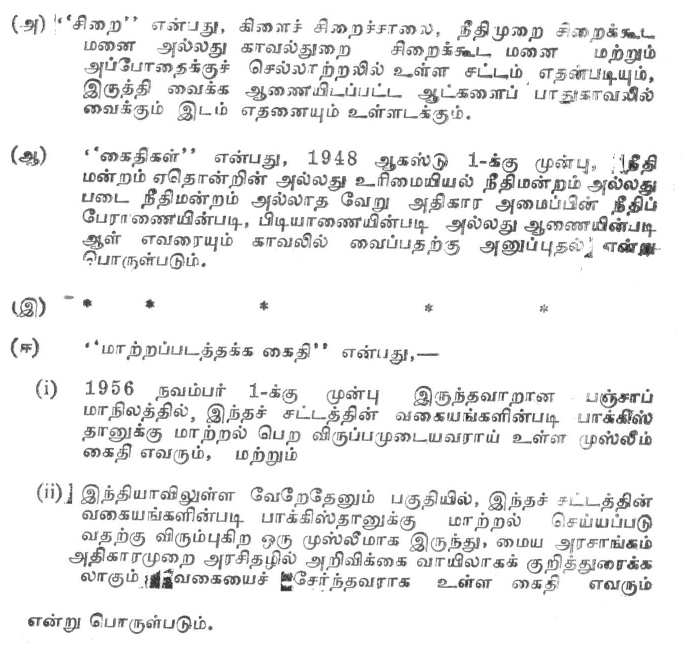 (அ) ‘‘சிறை’’ என்பது, கிளைச் சிறைச்சாலை, நீதிமுறை சிறைக்கூட
மனை அல்லது காவல்துறை சிறைக்கூட மனை மற்றும்
அப்போதைக்குச் செல்லாற்றலில் உள்ள சட்டம் எதன்படியும்,
இருத்தி வைக்க ஆணையிடப்பட்ட ஆட்களைப் பாதுகாவலில்
வைக்கும் இடம் எதனையும் உள்ளடக்கும்.
(ஆ) ‘‘கைதிகள்’’ என்பது, 1948 ஆகஸ்டு 1-க்கு முன்பு, நீதி
மன்றம் ஏதொன்றின் அல்லது உரிமையியல் நீதிமன்றம் அல்லது
படை நீதிமன்றம் அல்லாத வேறு அதிகார அமைப்பின் நீதிப்
பேராணையின்படி, பிடியாணையின்படி அல்லது ஆணையின்படி
ஆள் எவரையும் காவலில் வைப்பதற்கு அனுப்புதல் என்று
பொருள்படும்.
(இ) * * * * *
(ஈ) ‘‘மாற்றப்படத்தக்க கைதி’’ என்பது,—
(i) 1956 நவம்பர் 1-க்கு முன்பு இருந்தவாறான பஞ்சாப்
மாநிலத்தில், இந்தச் சட்டத்தின் வகையங்களின்படி பாக்கிஸ்
தானுக்கு மாற்றல் பெற விருப்பமுடையவராய் உள்ள முஸ்லீம்
கைதி எவரும், மற்றும்
(ii) இந்தியாவிலுள்ள வேறேதேனும் பகுதியில், இந்தச் சட்டத்தின்
வகையங்களின்படி பாக்கிஸ்தானுக்கு மாற்றல் செய்யப்படு
வதற்கு விரும்புகிற ஒரு முஸ்லீமாக இருந்து, மைய அரசாங்கம்
அதிகாரமுறை அரசிதழில் அறிவிக்கை வாயிலாகக் குறித்துரைக்க
லாகும் வகையைச் சேர்ந்தவராக உள்ள கைதி எவரும்
என்று பொருள்படும்.